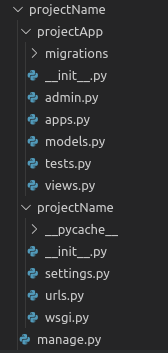 projectName
projectApp
migrations
__init__.py
admin.py
apps.py
models.py
tests.py
views.py
projectName
__pycache__
__init__.py
settings.py
urls.py
wsgi.py
manage.py